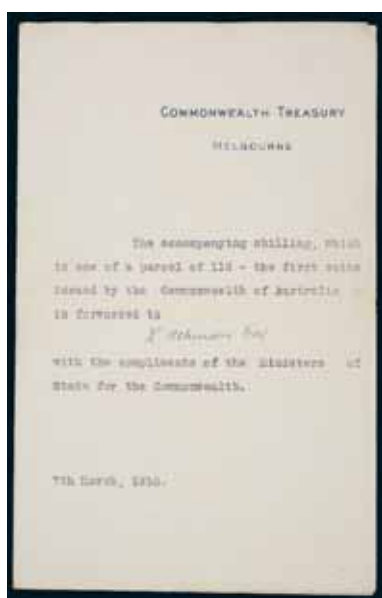 COMMONWEALTH TREASURY
MELBOURNE
The accompanying shilling, which
is one of a parcel of 118 - the first coins
issued by the Commonwealth of Australia -
is forwarded to
Esq
with the compliments of the Ministers of
State for the Commonwealth.
7th March, 1910.